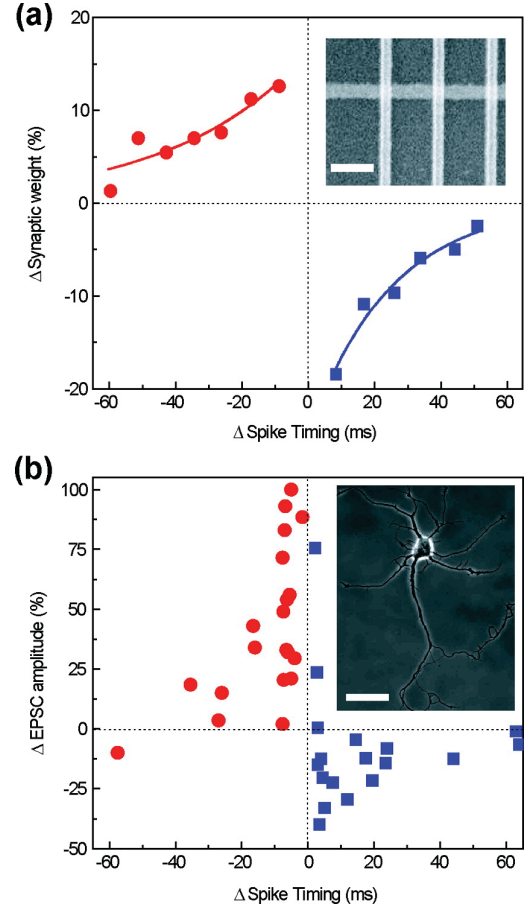 (a)
20
10
0
-10
-20
Δ Synaptic weight (%)
-60 -40 -20 0 20 40 60
Δ Spike Timing (ms)
(b)
100
75
50
25
0
-25
-50
Δ EPSC amplitude (%)
-60 -40 -20 0 20 40 60
Δ Spike Timing (ms)